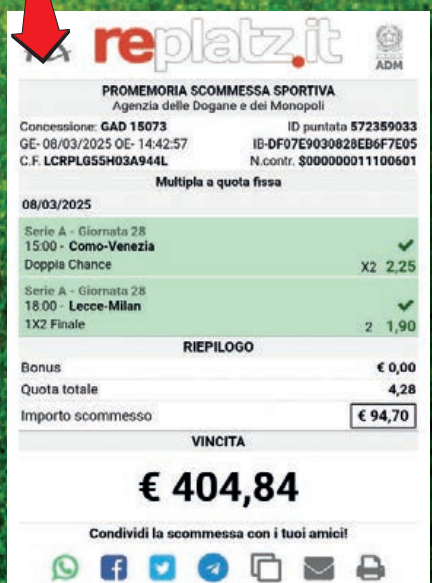 replatz.it
ADM
PROMEMORIA SCOMMESSA SPORTIVA
Agenzia delle Dogane e dei Monopoli
Concessione: GAD 15073 ID puntata 572359033
GE- 08/03/2025 OE- 14:42:57 IB-DF07E9030828EB6F7E05
C.F. LCRPLG55H03A944L N.contr. $000000011100601
Multipla a quota fissa
08/03/2025
Serie A - Giornata 28
15:00 - Como-Venezia
Doppia Chance X2 2,25
Serie A - Giornata 28
18:00 - Lecce-Milan
1X2 Finale 2 1,90
RIEPILOGO
Bonus € 0,00
Quota totale 4,28
Importo scommesso € 94,70
VINCITA
€ 404,84
Condividi la scommessa con i tuoi amici!